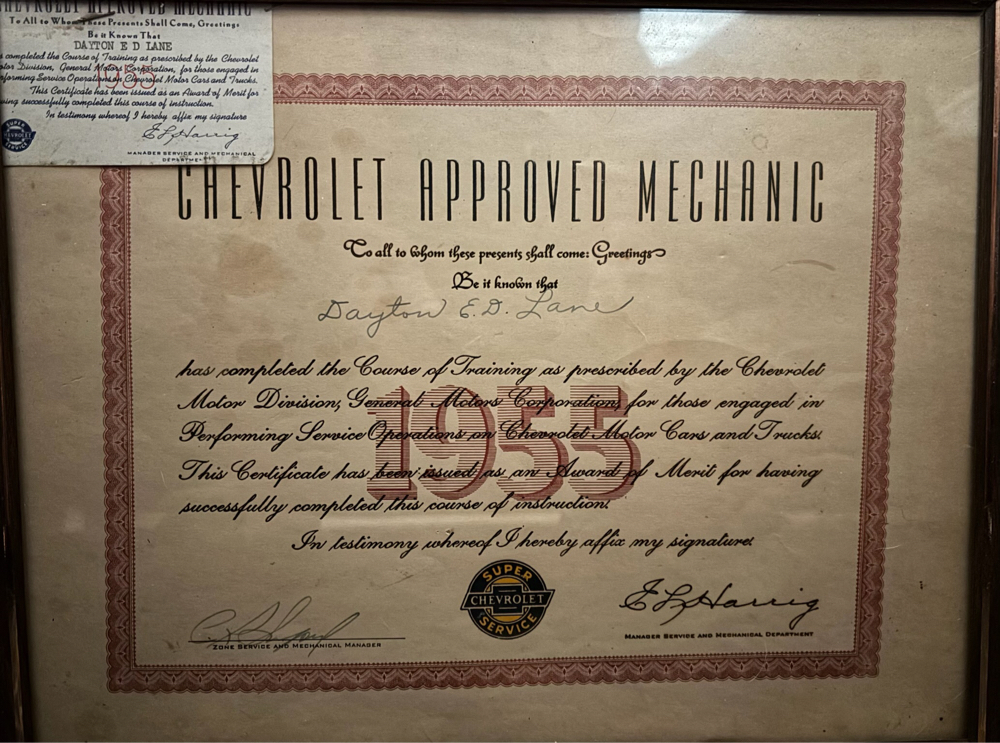 CHEVROLET APPROVED MECHANIC
To All to Whom These Presents Shall Come, Greetings
Be it Known That
DAYTON E D LANE
completed the Course of Training as prescribed by the Chevrolet
Division, General Motors Corporation, for those engaged in
Service Operations on Chevrolet Motor Cars and Trucks.
This Certificate has been issued as an Award of Merit for
successfully completed this course of instruction.
In testimony whereof I hereby affix my signature
1955
SUPER
CHEVROLET
SERVICE
E L Harrig
MANAGER SERVICE AND MECHANICAL
DEPARTMENT
CHEVROLET APPROVED MECHANIC
To all to whom these presents shall come: Greetings
Be it known that
Dayton E. D. Lane
has completed the Course of Training as prescribed by the Chevrolet
Motor Division, General Motors Corporation, for those engaged in
Performing Service Operations on Chevrolet Motor Cars and Trucks.
This Certificate has been issued as an Award of Merit for having
successfully completed this course of instruction.
1955
In testimony whereof I hereby affix my signature
SUPER
CHEVROLET
SERVICE
E L Harrig
ZONE SERVICE AND MECHANICAL MANAGER
MANAGER SERVICE AND MECHANICAL DEPARTMENT